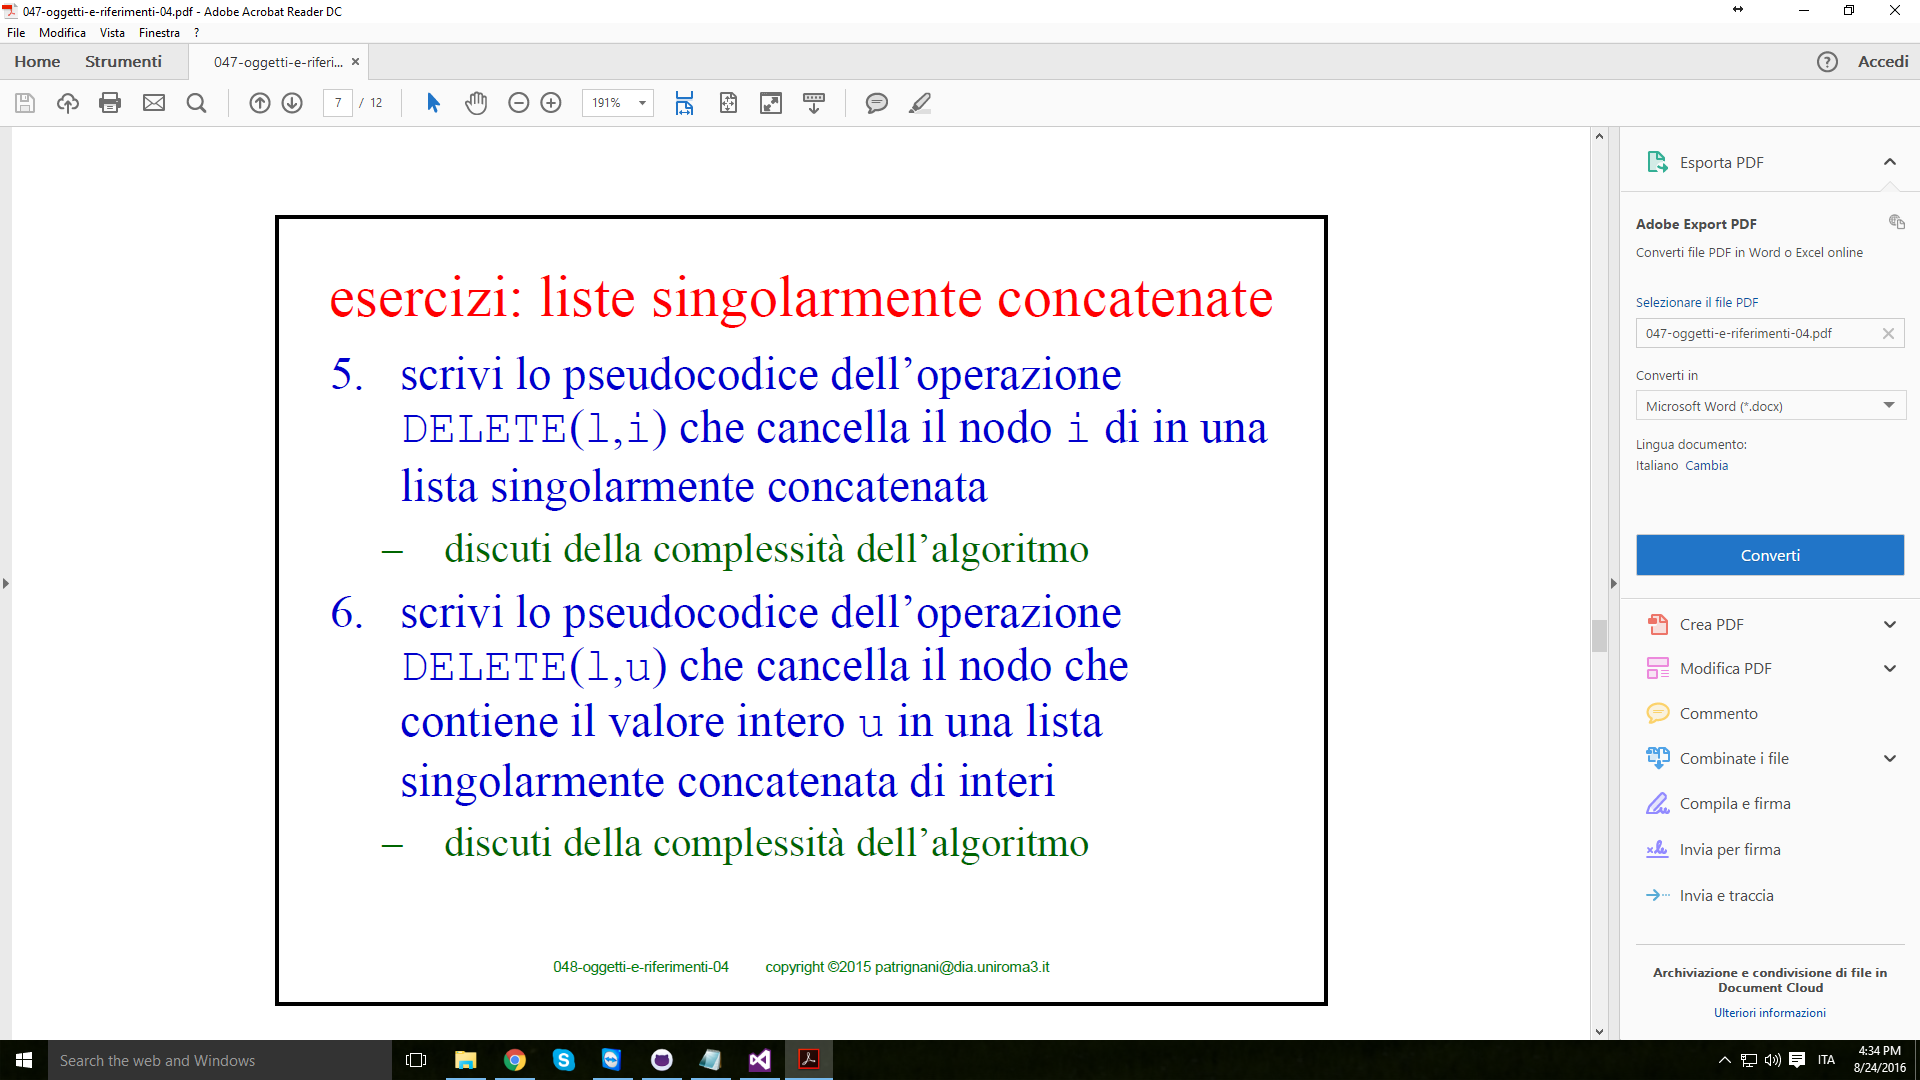 047-oggetti-e-riferimenti-04.pdf - Adobe Acrobat Reader DC
File Modifica Vista Finestra ?
Home Strumenti 047-oggetti-e-riferi... × ? Accedi
7 / 12 191%
esercizi: liste singolarmente concatenate
5. scrivi lo pseudocodice dell’operazione
DELETE(l,i) che cancella il nodo i di in una
lista singolarmente concatenata
– discuti della complessità dell’algoritmo
6. scrivi lo pseudocodice dell’operazione
DELETE(l,u) che cancella il nodo che
contiene il valore intero u in una lista
singolarmente concatenata di interi
– discuti della complessità dell’algoritmo
048-oggetti-e-riferimenti-04 copyright ©2015 patrignani@dia.uniroma3.it
Esporta PDF
Adobe Export PDF
Converti file PDF in Word o Excel online
Selezionare il file PDF
047-oggetti-e-riferimenti-04.pdf
Converti in
Microsoft Word (*.docx)
Lingua documento:
Italiano Cambia
Converti
Crea PDF
Modifica PDF
Commento
Combinate i file
Compila e firma
Invia per firma
Invia e traccia
Archiviazione e condivisione di file in
Document Cloud
Ulteriori informazioni
Search the web and Windows
ITA
4:34 PM
8/24/2016